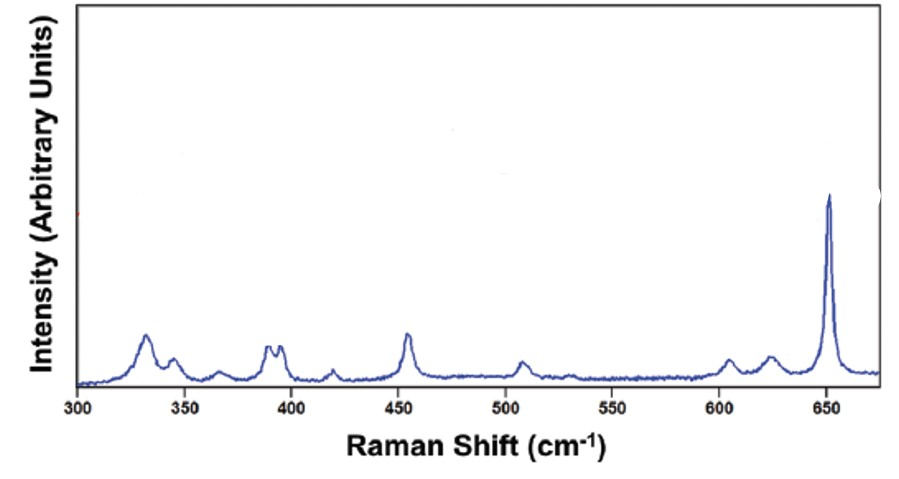 Intensity (Arbitrary Units)
300 350 400 450 500 550 600 650
Raman Shift (cm⁻¹)